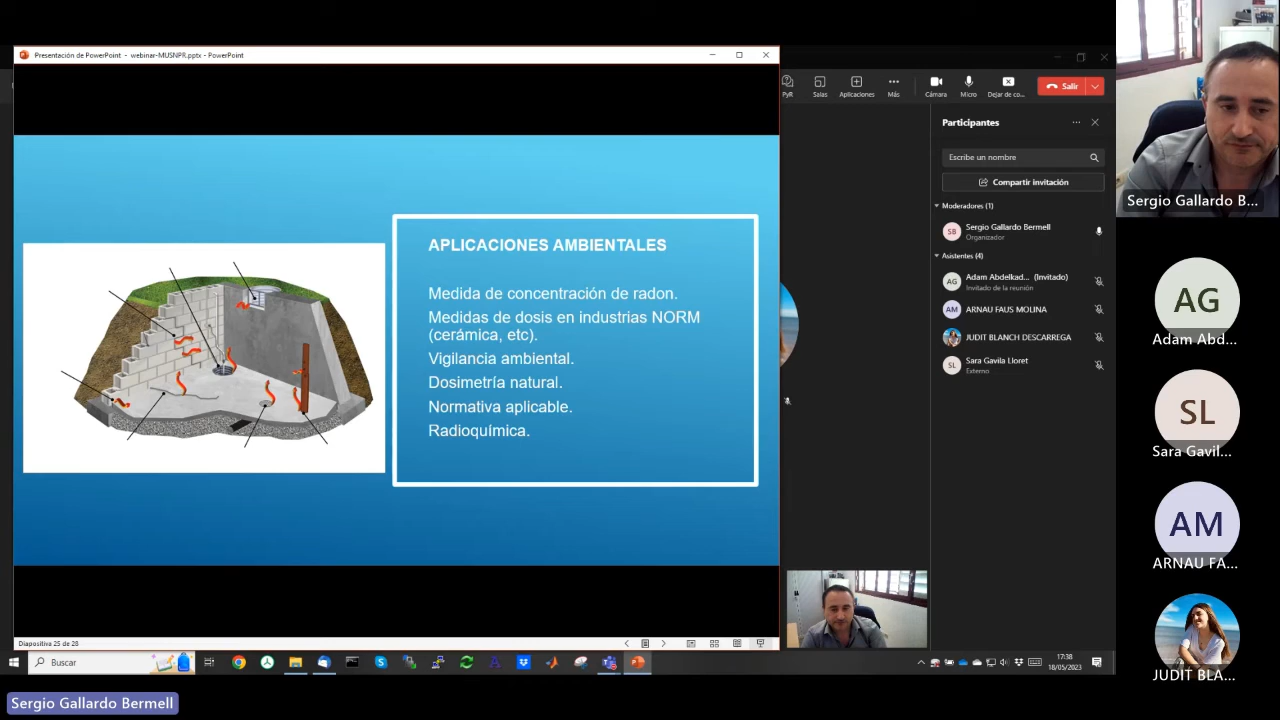 Presentación de PowerPoint - webinar-MUSNPR.pptx - PowerPoint
PyR
Salas
Aplicaciones
Más
Cámara
Micro
Dejar de co...
Salir
APLICACIONES AMBIENTALES
Medida de concentración de radon.
Medidas de dosis en industrias NORM
(cerámica, etc).
Vigilancia ambiental.
Dosimetría natural.
Normativa aplicable.
Radioquímica.
Diapositiva 25 de 28
Participantes
Escribe un nombre
Compartir invitación
Moderadores (1)
SB
Sergio Gallardo Bermell
Organizador
Asistentes (4)
AG
Adam Abdelkad... (Invitado)
Invitado de la reunión
AM
ARNAU FAUS MOLINA
JUDIT BLANCH DESCARREGA
SL
Sara Gavila Lloret
Externo
Buscar
17:38
18/05/2023
Sergio Gallardo B...
AG
Adam Abd...
SL
Sara Gavil...
AM
ARNAU FA...
JUDIT BLA...
Sergio Gallardo Bermell